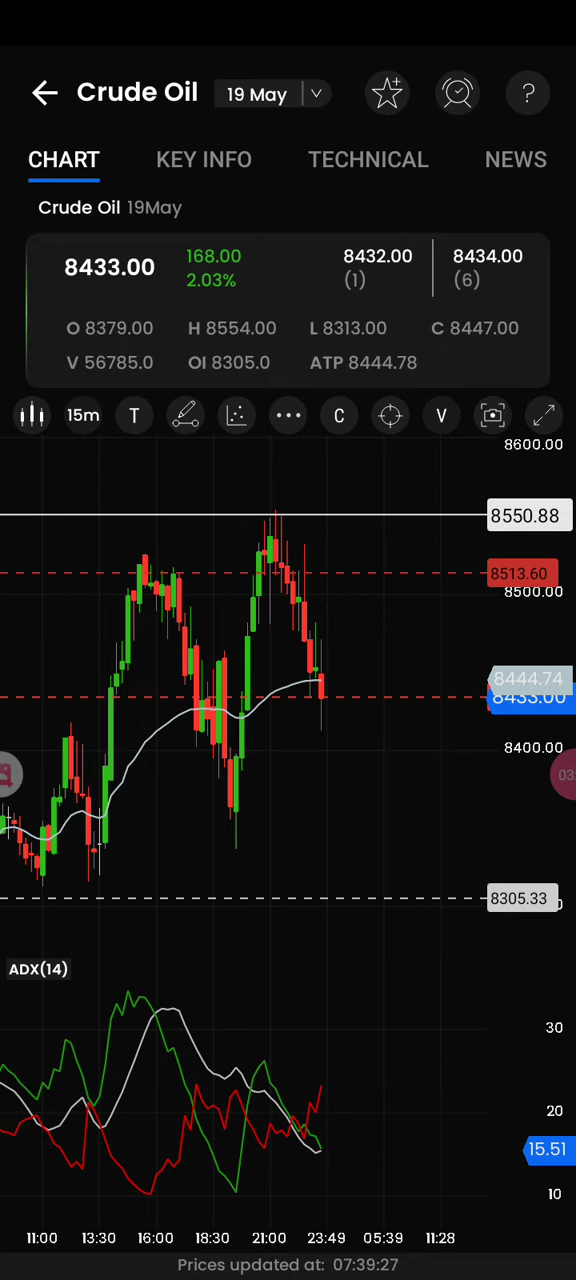 Crude Oil 19 May ?
CHART KEY INFO TECHNICAL NEWS
Crude Oil 19May
8433.00 168.00 8432.00 8434.00
2.03% (1) (6)
O 8379.00 H 8554.00 L 8313.00 C 8447.00
V 56785.0 OI 8305.0 ATP 8444.78
15m T C V
8600.00
8550.88
8513.60
8500.00
8444.74
8433.00
8400.00
03
8305.33
ADX(14)
30
20
15.51
10
11:00 13:30 16:00 18:30 21:00 23:49 05:39 11:28
Prices updated at: 07:39:27